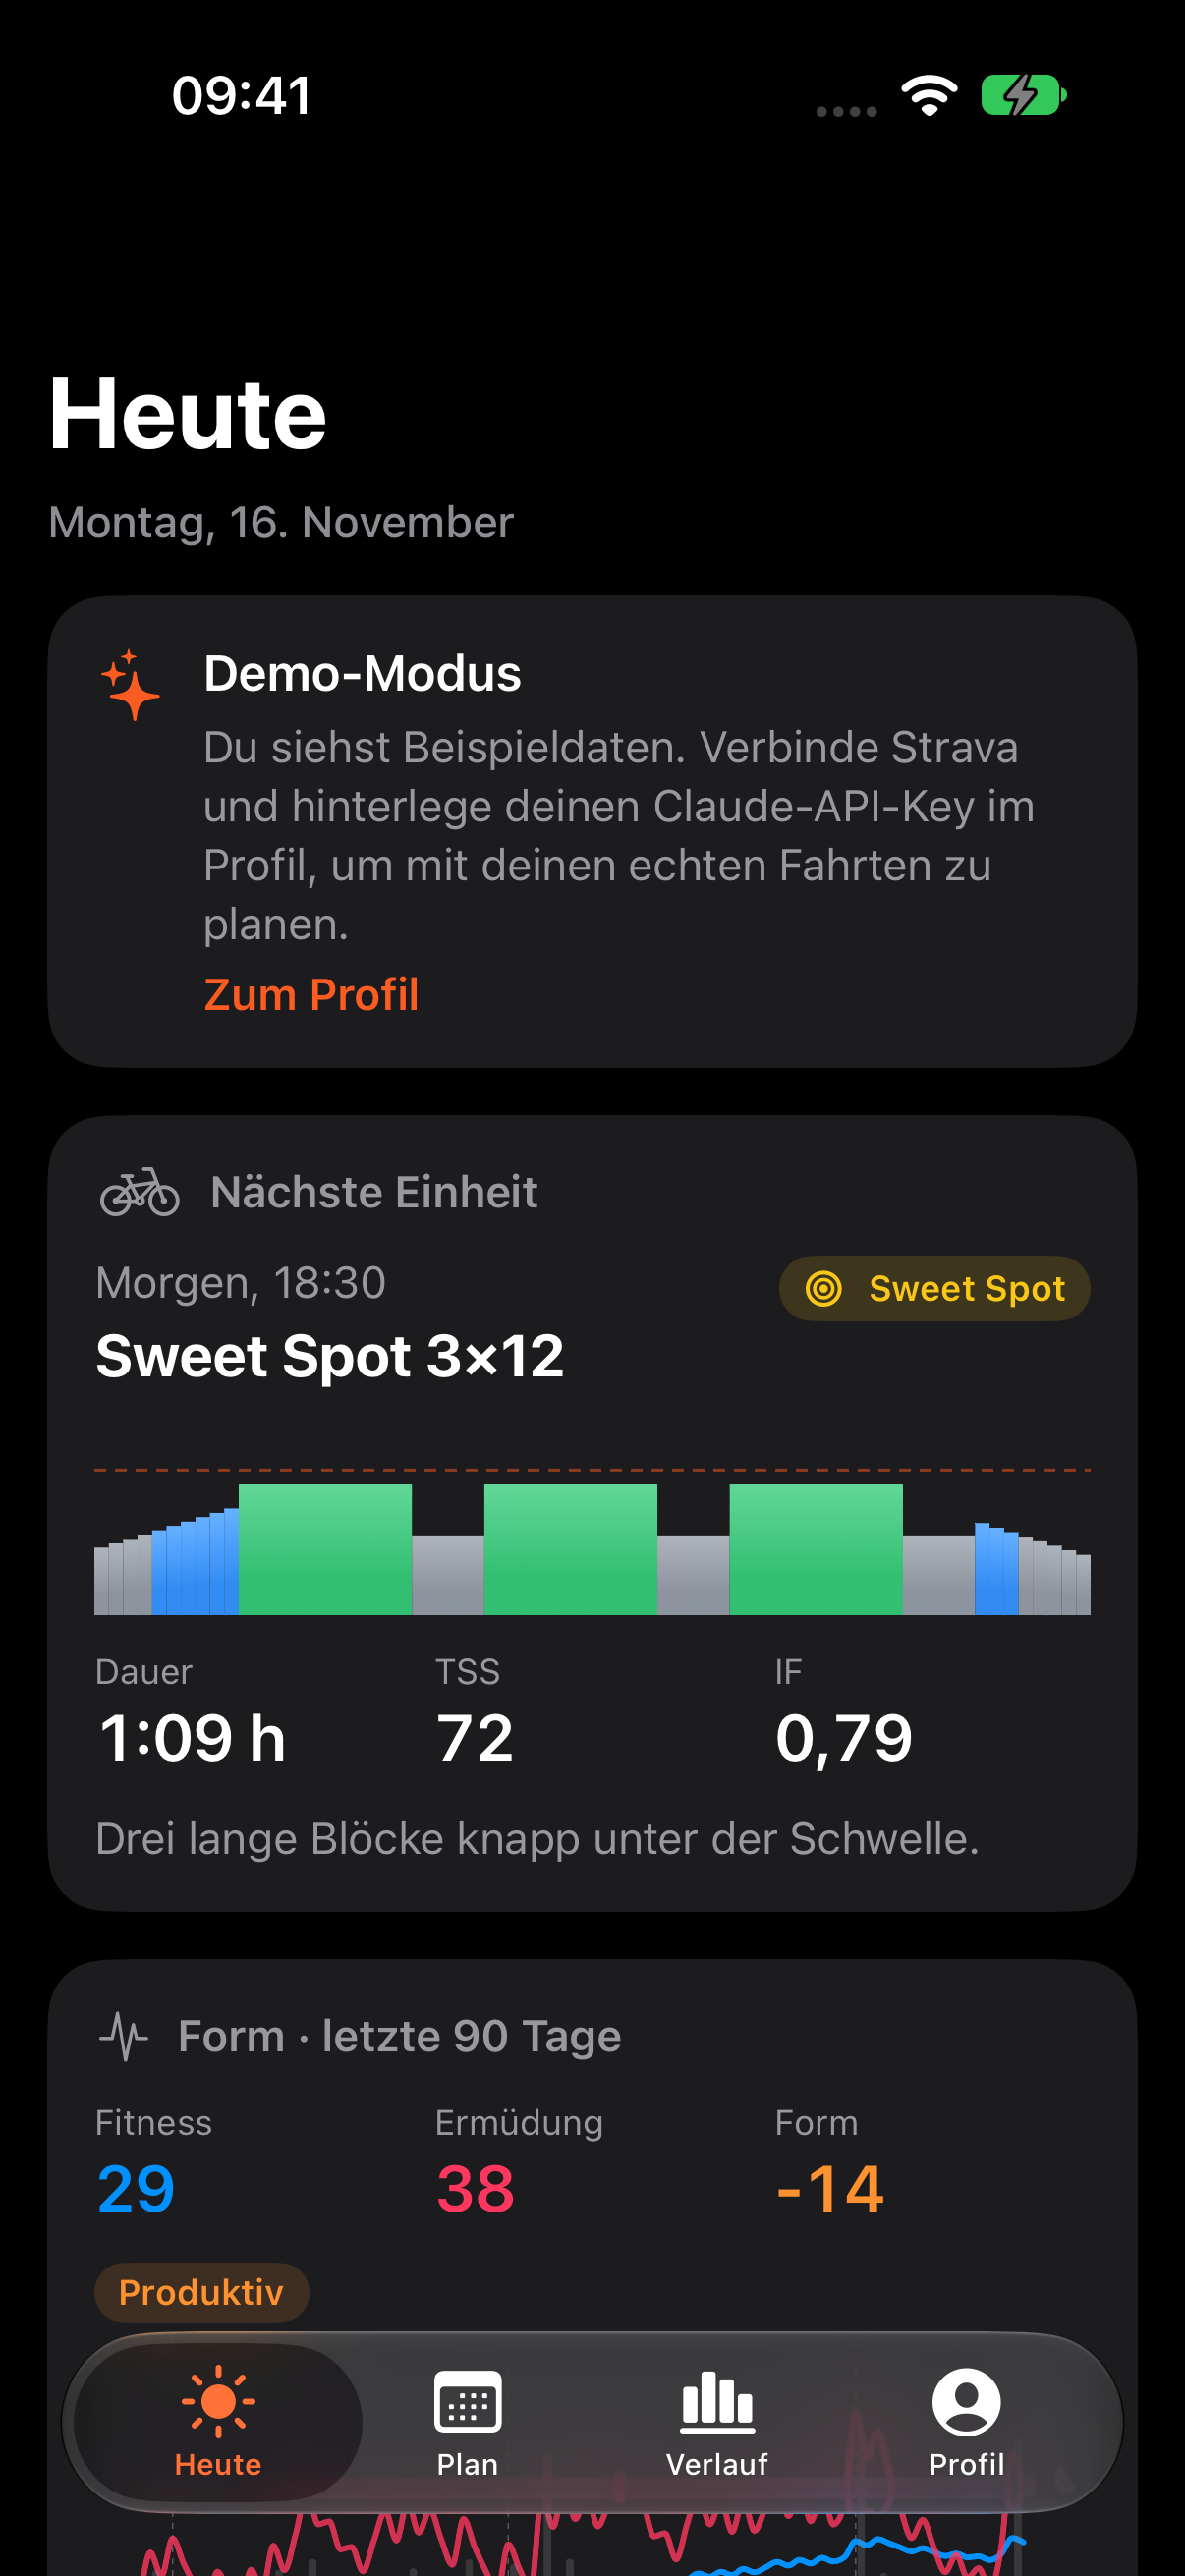 09:41
Heute
Montag, 16. November
Demo-Modus
Du siehst Beispieldaten. Verbinde Strava
und hinterlege deinen Claude-API-Key im
Profil, um mit deinen echten Fahrten zu
planen.
Zum Profil
Nächste Einheit
Morgen, 18:30
Sweet Spot
Sweet Spot 3×12
Dauer
TSS
IF
1:09 h
72
0,79
Drei lange Blöcke knapp unter der Schwelle.
Form · letzte 90 Tage
Fitness
Ermüdung
Form
29
38
-14
Produktiv
Heute
Plan
Verlauf
Profil